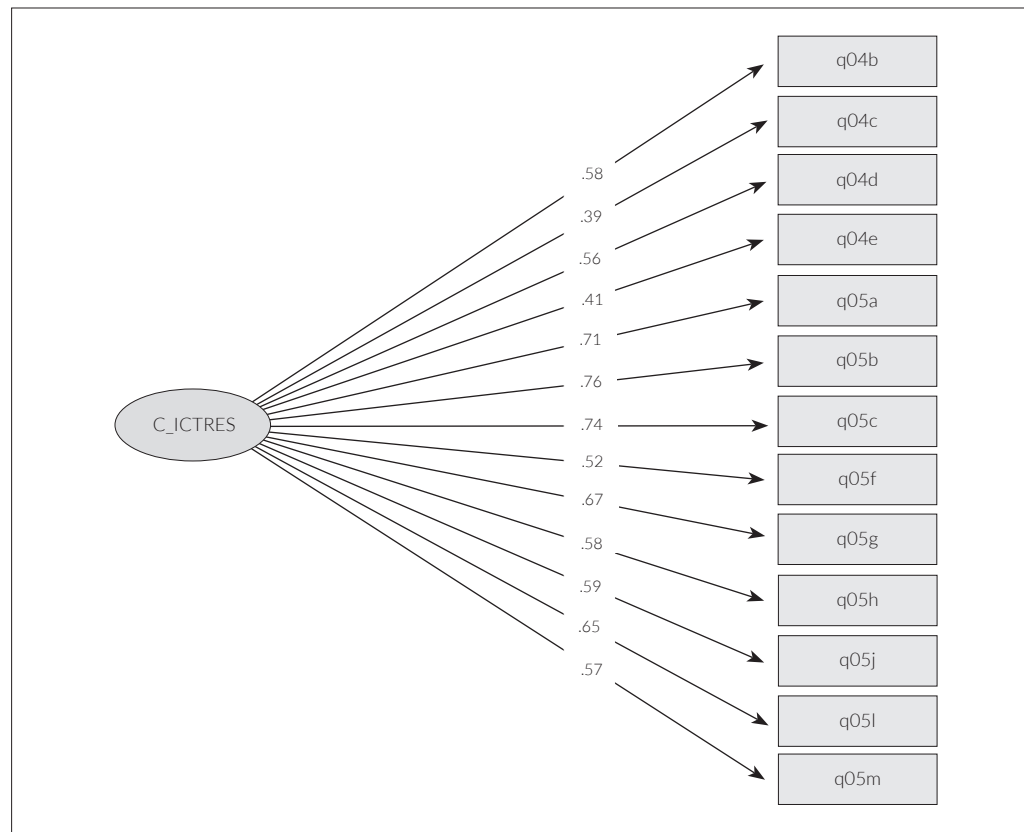 q04b
q04c
.58
q04d
.39
q04e
.56
.41
q05a
.71
q05b
.76
C_ICTRES
.74
q05c
.52
q05f
.67
q05g
.58
q05h
.59
.65
q05j
.57
q05l
q05m